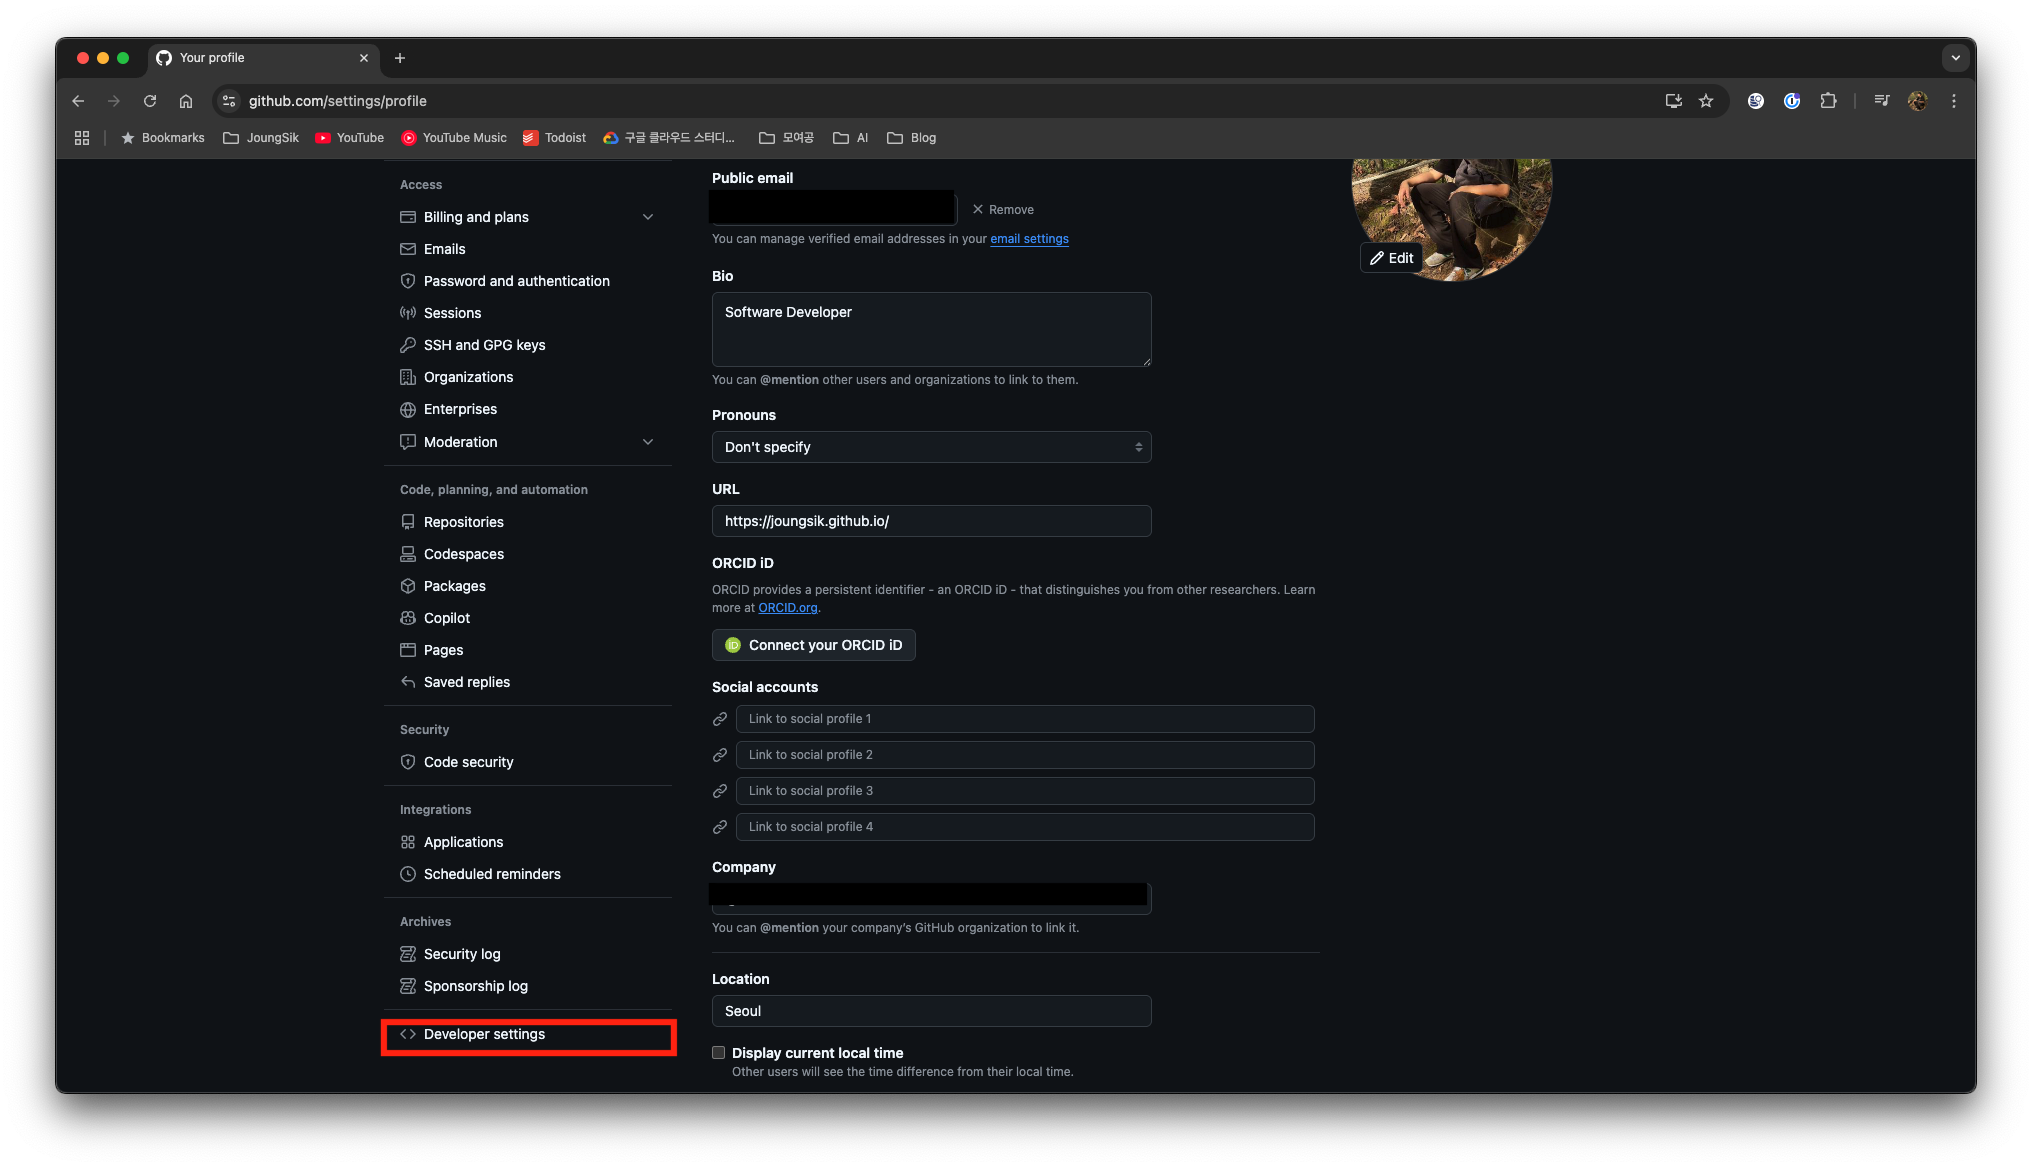 Your profile
github.com/settings/profile
Bookmarks
JoungSik
YouTube
YouTube Music
Todoist
구글 클라우드 스터디...
모여공
AI
Blog
Access
Billing and plans
Emails
Password and authentication
Sessions
SSH and GPG keys
Organizations
Enterprises
Moderation
Code, planning, and automation
Repositories
Codespaces
Packages
Copilot
Pages
Saved replies
Security
Code security
Integrations
Applications
Scheduled reminders
Archives
Security log
Sponsorship log
Developer settings
Public email
Remove
You can manage verified email addresses in your email settings
Bio
Software Developer
You can @mention other users and organizations to link to them.
Pronouns
Don't specify
URL
https://joungsik.github.io/
ORCID iD
ORCID provides a persistent identifier - an ORCID iD - that distinguishes you from other researchers. Learn
more at ORCID.org.
iD Connect your ORCID iD
Social accounts
Link to social profile 1
Link to social profile 2
Link to social profile 3
Link to social profile 4
Company
You can @mention your company's GitHub organization to link it.
Location
Seoul
Display current local time
Other users will see the time difference from their local time.
Edit